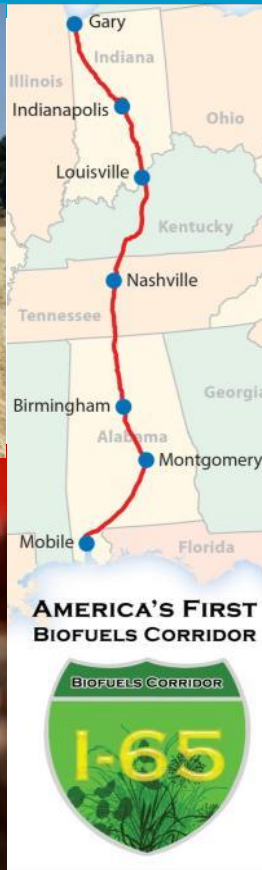 Gary
Indiana
Illinois
Indianapolis
Ohio
Louisville
Kentucky
Nashville
Tennessee
Georgia
Birmingham
Alabama
Montgomery
Mobile
Florida
AMERICA'S FIRST
BIOFUELS CORRIDOR
BIOFUELS CORRIDOR
I-65